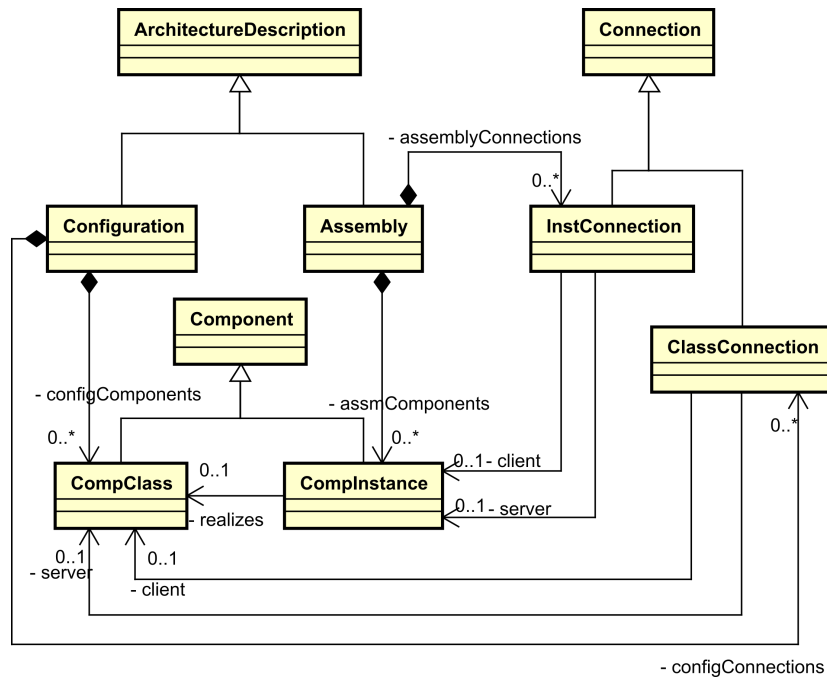 ArchitectureDescription
Connection
- assemblyConnections
0..*
Configuration
Assembly
InstConnection
Component
ClassConnection
- configComponents
- assmComponents
0..*
0..*
0..*
0..1
0..1 - client
CompClass
CompInstance
0..1 - server
- realizes
0..1
0..1
- server
- client
- configConnections